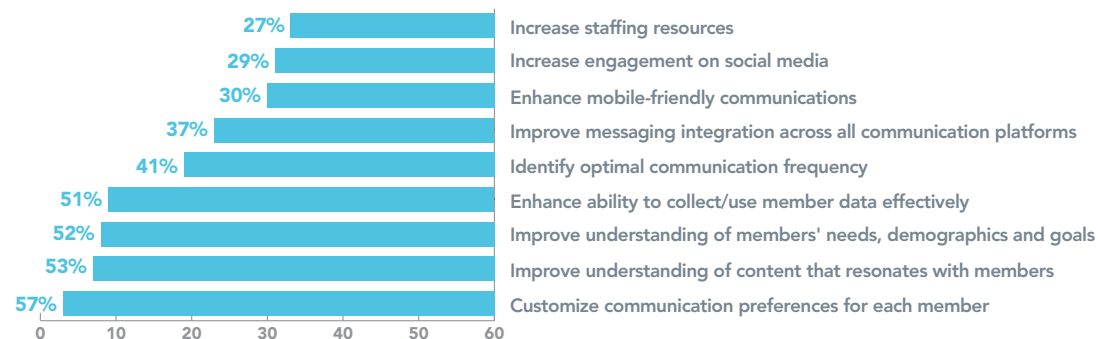 27% Increase staffing resources
29% Increase engagement on social media
30% Enhance mobile-friendly communications
37% Improve messaging integration across all communication platforms
41% Identify optimal communication frequency
51% Enhance ability to collect/use member data effectively
52% Improve understanding of members' needs, demographics and goals
53% Improve understanding of content that resonates with members
57% Customize communication preferences for each member
0 10 20 30 40 50 60